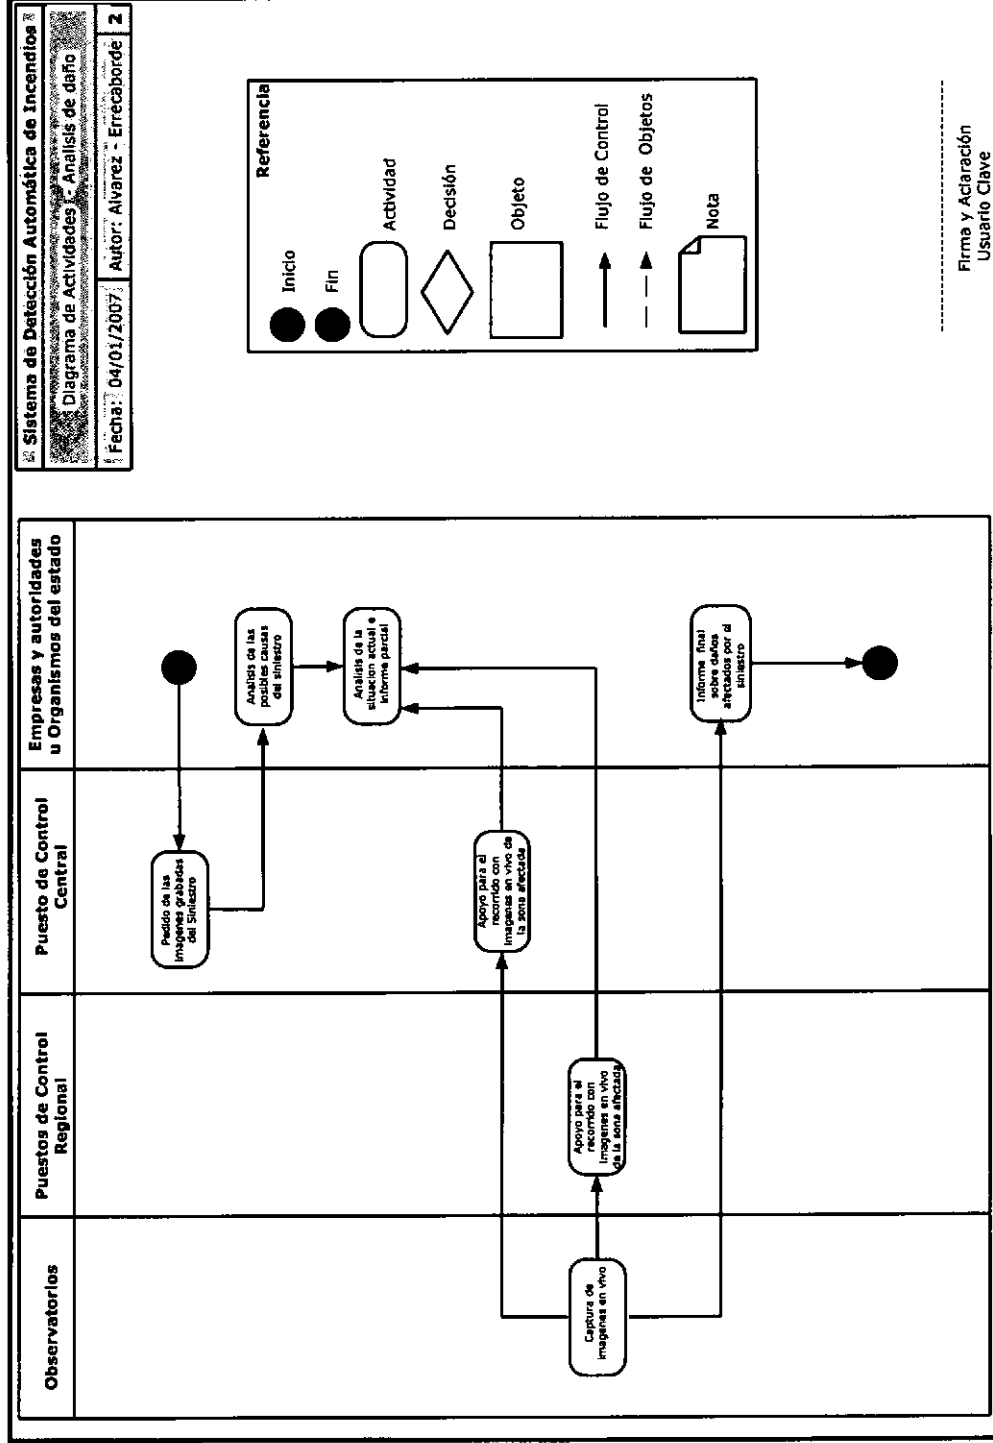 Sistema de Detección Automática de Incendios
Diagrama de Actividades - Analisis de daño
Fecha: 04/01/2007
Autor: Alvarez - Errecaborde
2
Observatorios
Puestos de Control
Regional
Puesto de Control
Central
Empresas y autoridades
u Organismos del estado
Pedido de las
imagenes grabadas
del Siniestro
Analisis de las
posibles causas
del siniestro
Analisis de la
situacion actual e
informe parcial
Apoyo para el
recorrido con
imagenes en vivo de
la sona afectada
Apoyo para el
recorrido con
imagenes en vivo
de la sona afectada
Captura de
imagenes en vivo
Informe final
sobre daños
afectados por el
siniestro
Referencia
Inicio
Fin
Actividad
Decisión
Objeto
Flujo de Control
Flujo de Objetos
Nota
Firma y Aclaración
Usuario Clave